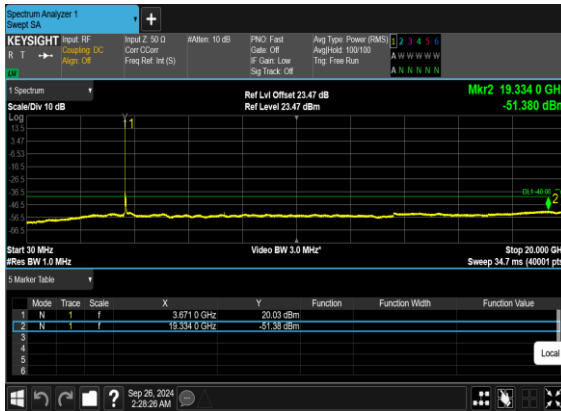 Spectrum Analyzer 1
Swept SA
+
KEYSIGHT Input: RF Input Z: 50 Ω #Atten: 10 dB PNO: Fast Avg Type: Power (RMS) 1 2 3 4 5 6
R T Coupling: DC Corr CCorr Gate: Off Avg|Hold: 100/100 A W W W W W
Align: Off Freq Ref: Int (S) IF Gain: Low Trig: Free Run
LXI Sig Track: Off A N N N N N
1 Spectrum Ref Lvl Offset 23.47 dB Mkr2 19.334 0 GH
Scale/Div 10 dB Ref Level 23.47 dBm -51.380 dBr
Log
1
13.5
3.47
-6.53
-16.5
-26.5
-36.5
2
-46.5
-56.5
-66.5
Start 30 MHz Video BW 3.0 MHz* Stop 20.000 GH
#Res BW 1.0 MHz Sweep 34.7 ms (40001 pts
5 Marker Table
Mode Trace Scale X Y Function Function Width Function Value
1 N 1 f 3.671 0 GHz 20.03 dBm
2 N 1 f 19.334 0 GHz -51.38 dBm
3
4
5
6
Local
? Sep 26, 2024
2:28:26 AM